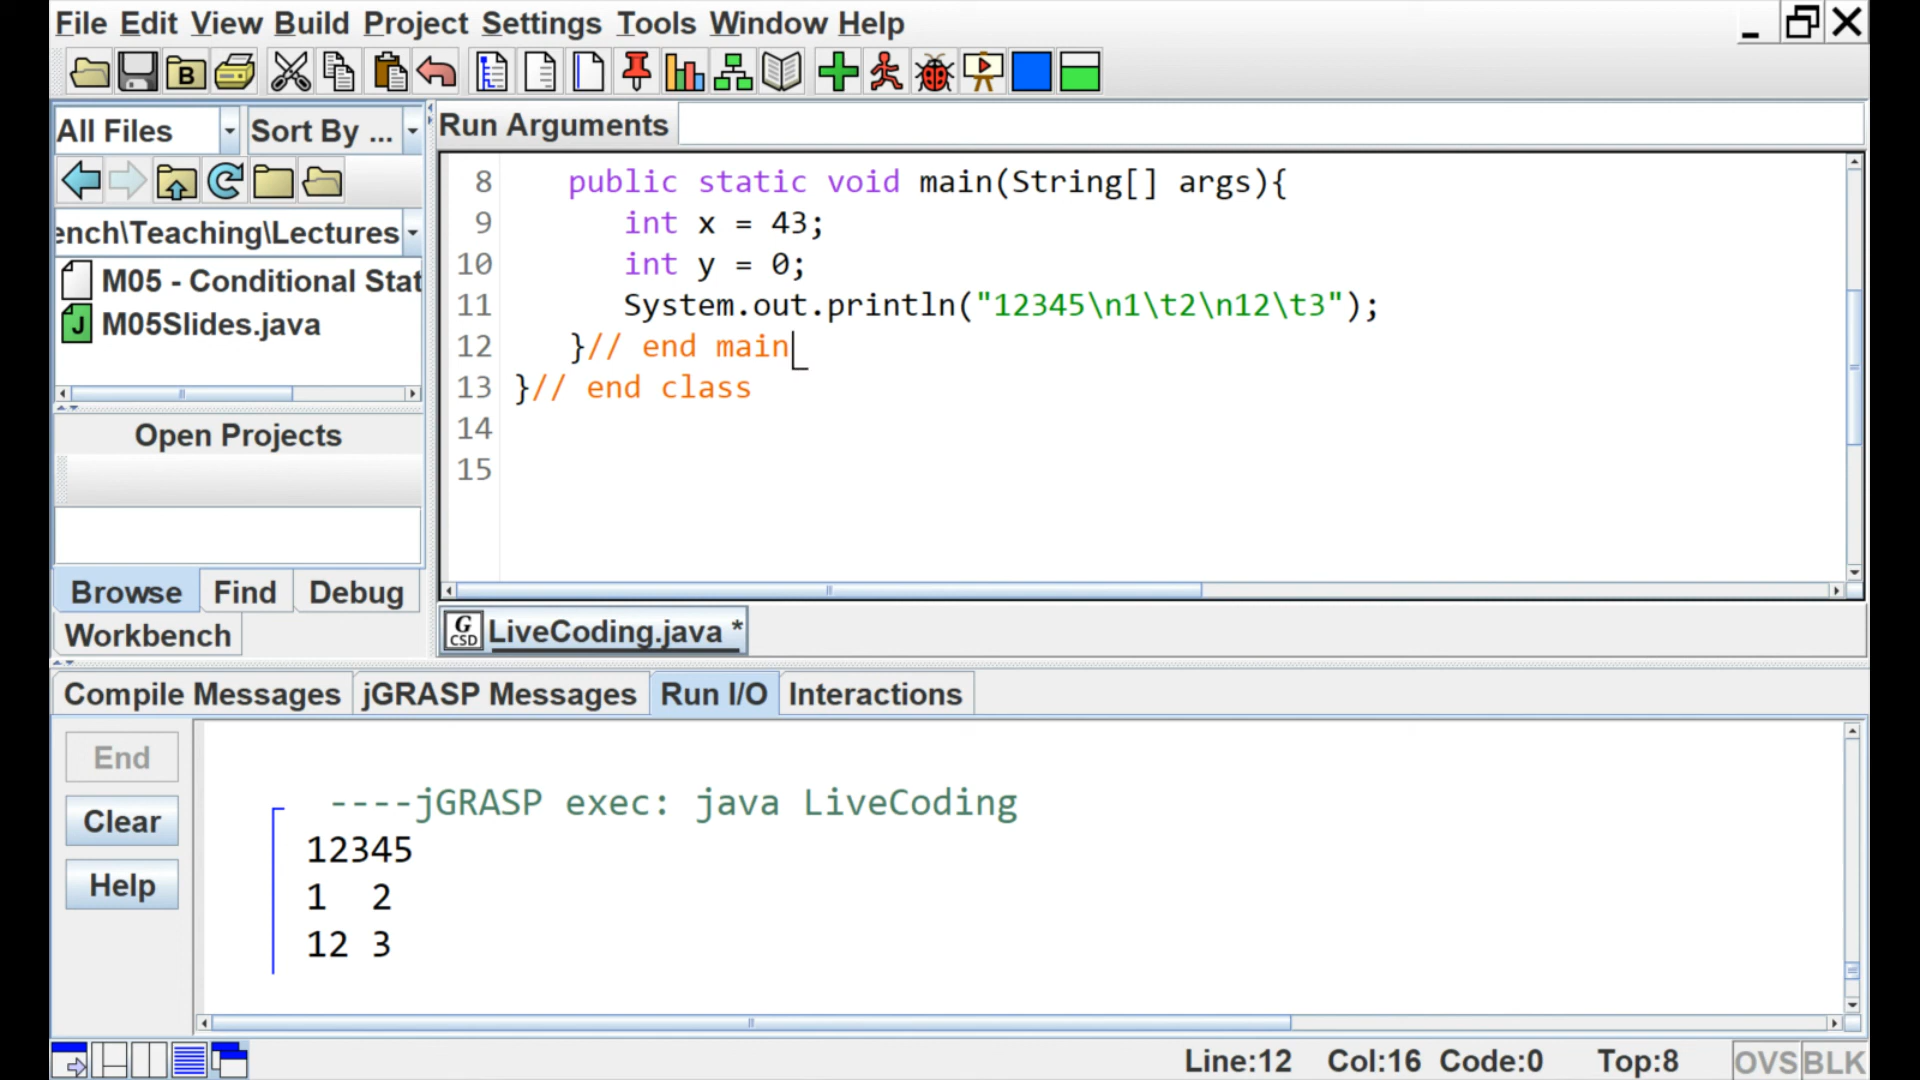 File Edit View Build Project Settings Tools Window Help
B
All Files Sort By ... Run Arguments
ench\Teaching\Lectures
M05 - Conditional Stat
J M05Slides.java
Open Projects
Browse Find Debug
Workbench
8 public static void main(String[] args){
9 int x = 43;
10 int y = 0;
11 System.out.println("12345\n1\t2\n12\t3");
12 }// end main
13 }// end class
14
15
G CSD LiveCoding.java *
Compile Messages jGRASP Messages Run I/O Interactions
End
Clear
Help
----jGRASP exec: java LiveCoding
12345
1 2
12 3
Line:12 Col:16 Code:0 Top:8 OVS BLK